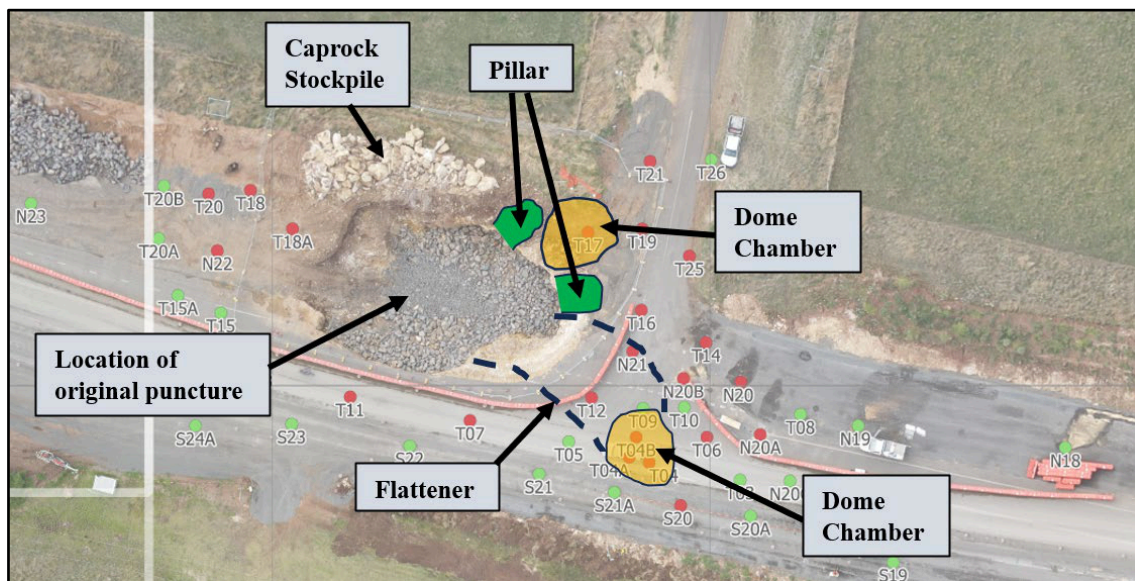 Caprock
Stockpile
Pillar
T21
T26
T20B
T20
T18
N23
T18A
T17
T19
Dome
Chamber
T20A
N22
T25
T15A
T15
T16
Location of
original puncture
N21
T14
N20B
N20
T11
T12
T09
T10
T08
N19
S24A
S23
T07
T04B
T06
N20A
N18
S22
T05
T04A
T04
Flattener
S21
S21A
T03
N20C
S20
S20A
Dome
Chamber
S19